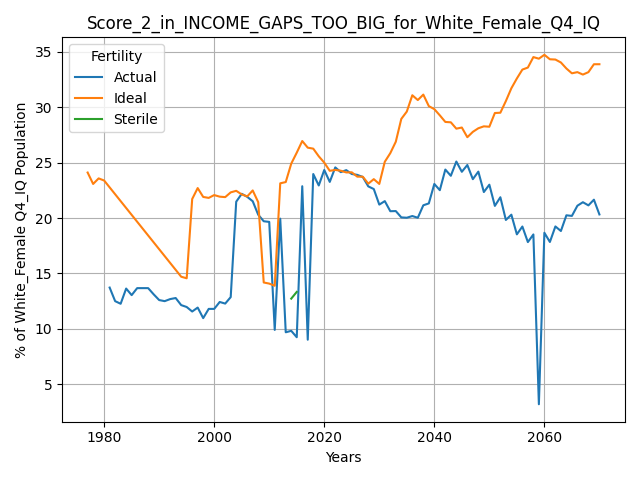 Score_2_in_INCOME_GAPS_TOO_BIG_for_White_Female_Q4_IQ
Fertility
Actual
Ideal
Sterile
% of White_Female Q4_IQ Population
35
30
25
20
15
10
5
1980 2000 2020 2040 2060
Years